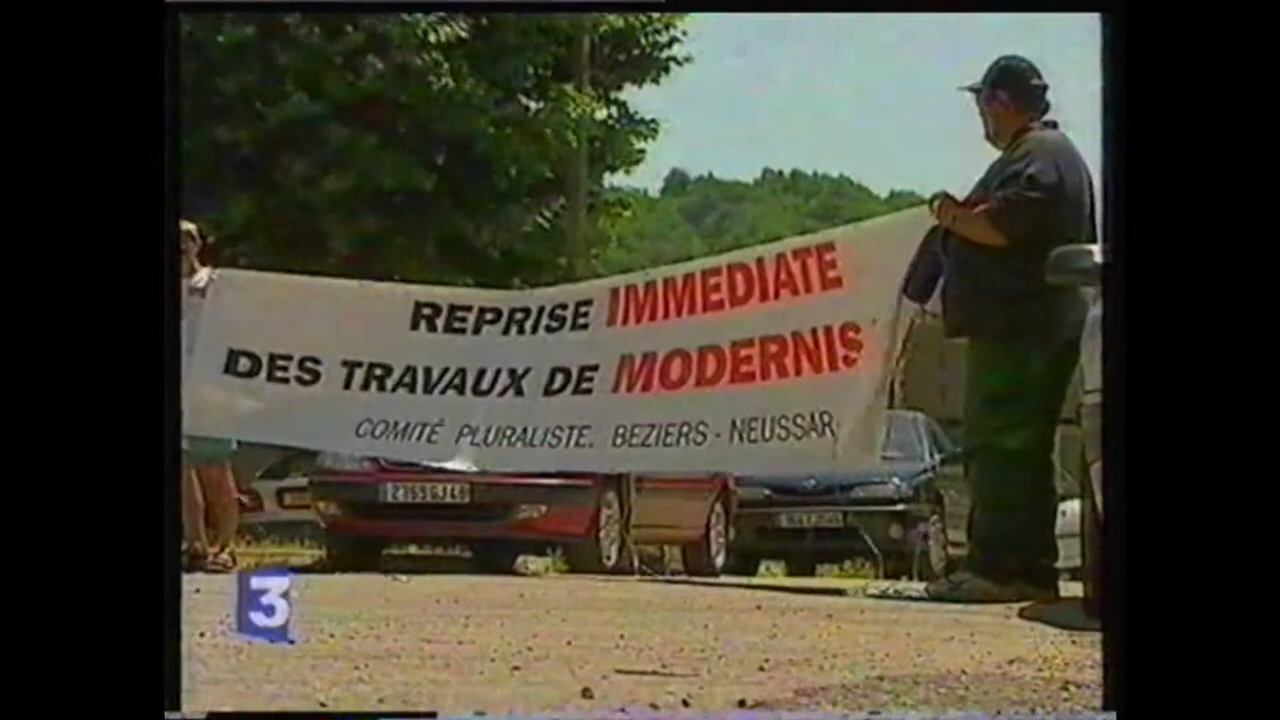 REPRISE IMMEDIATE
DES TRAVAUX DE MODERNIS
COMITÉ PLURALISTE. BEZIERS - NEUSSAR
3